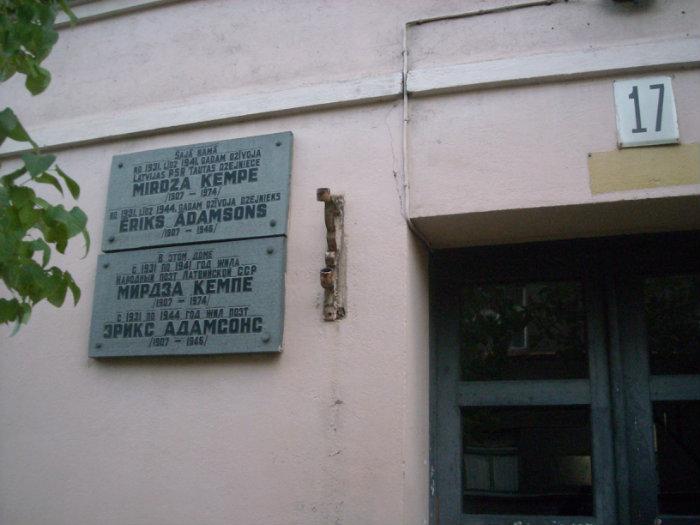 ŠAJĀ NAMĀ
NO 1931. LĪDZ 1941. GADAM DZĪVOJA
LATVIJAS PSR TAUTAS DZEJNIECE
MIRDZA ĶEMPE
/1907 – 1974/
NO 1931. LĪDZ 1944. GADAM DZĪVOJA DZEJNIEKS
ĒRIKS ĀDAMSONS
/1907 – 1946/
В ЭТОМ ДОМЕ
С 1931 ПО 1941 ГОД ЖИЛА
НАРОДНЫЙ ПОЭТ ЛАТВИЙСКОЙ ССР
МИРДЗА КЕМПЕ
/1907 – 1974/
С 1931 ПО 1944 ГОД ЖИЛ ПОЭТ
ЭРИКС АДАМСОНС
/1907 – 1946/
17